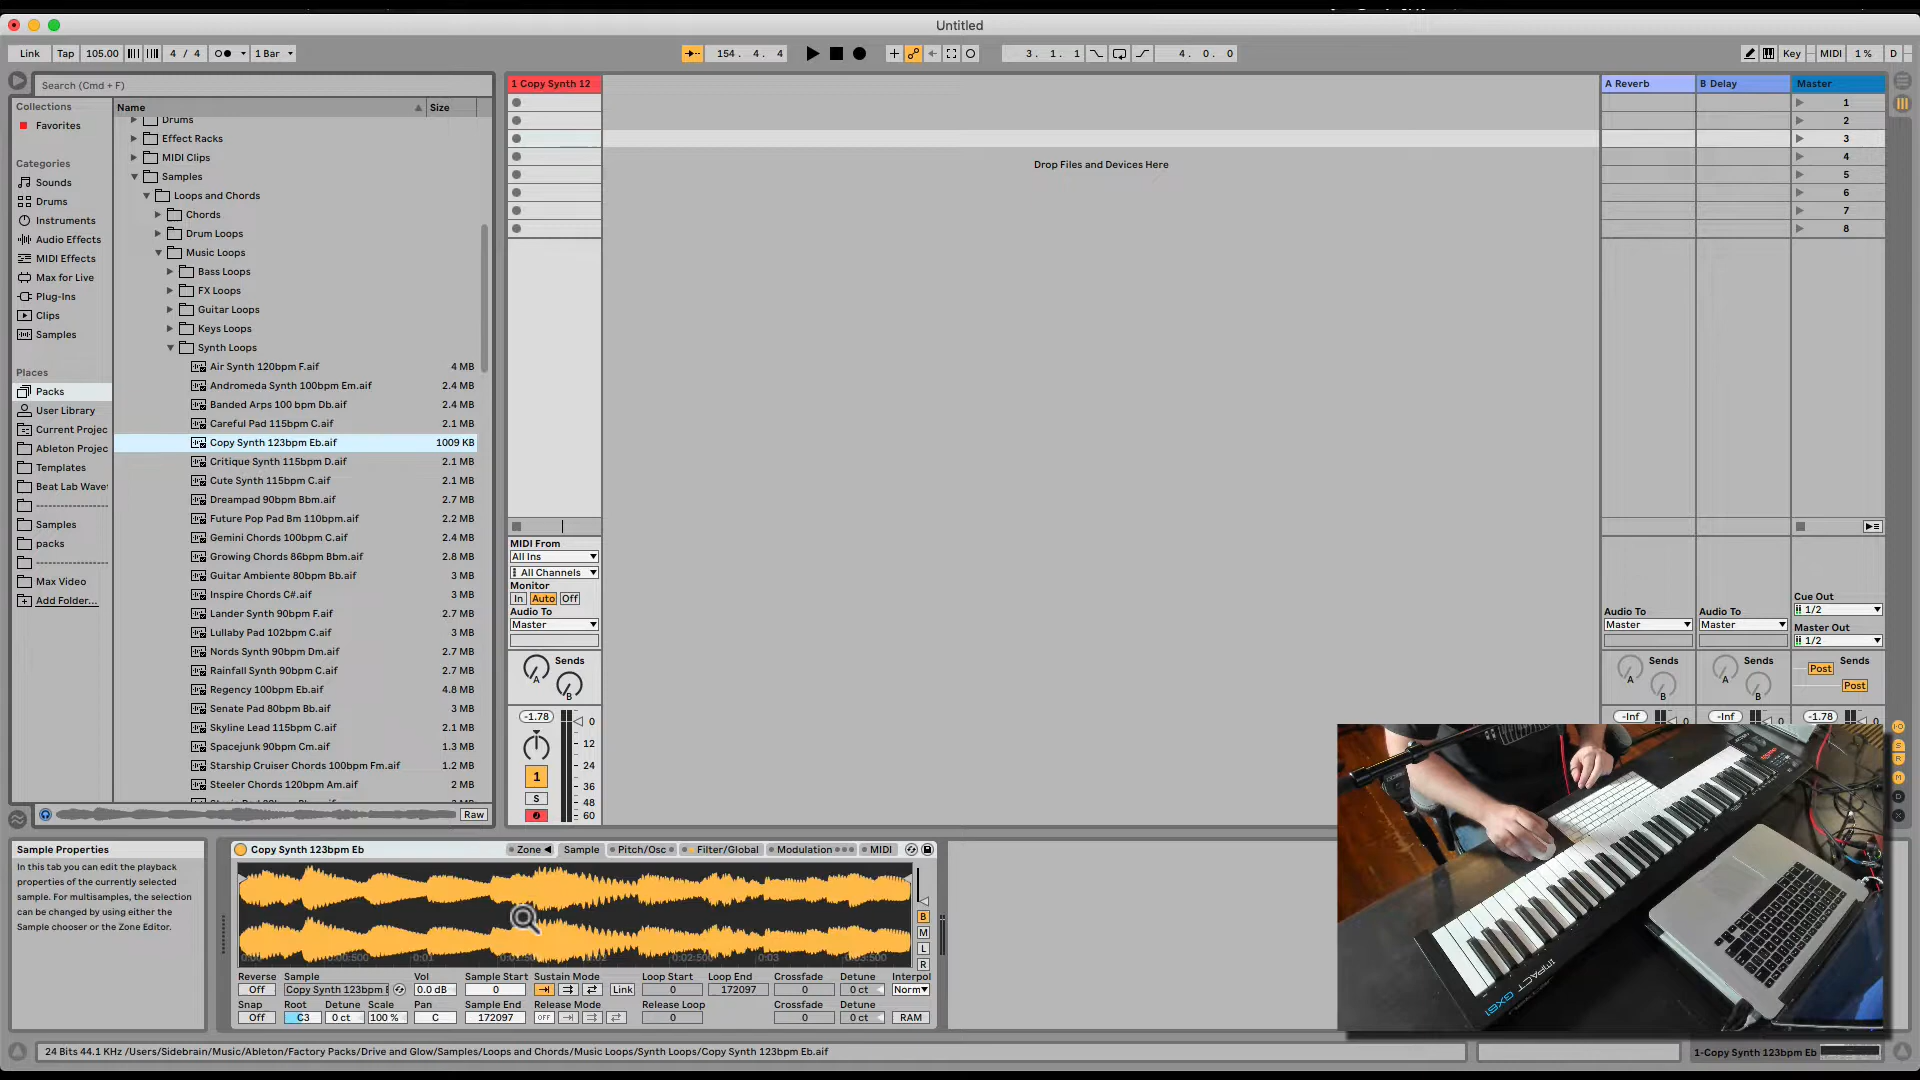 Untitled
Link Tap 105.00 4 / 4 1 Bar 154 . 4 . 4 3 . 1 . 1 4 . 0 . 0 Key MIDI 1 % D
Search (Cmd + F)
Collections
Favorites
Categories
Sounds
Drums
Instruments
Audio Effects
MIDI Effects
Max for Live
Plug-Ins
Clips
Samples
Places
Packs
User Library
Current Projec
Ableton Projec
Templates
Beat Lab Wave
------------------
Samples
packs
------------------
Max Video
Add Folder...
Name Size
Drums
Effect Racks
MIDI Clips
Samples
Loops and Chords
Chords
Drum Loops
Music Loops
Bass Loops
FX Loops
Guitar Loops
Keys Loops
Synth Loops
Air Synth 120bpm F.aif 4 MB
Andromeda Synth 100bpm Em.aif 2.4 MB
Banded Arps 100 bpm Db.aif 2.4 MB
Careful Pad 115bpm C.aif 2.1 MB
Copy Synth 123bpm Eb.aif 1009 KB
Critique Synth 115bpm D.aif 2.1 MB
Cute Synth 115bpm C.aif 2.1 MB
Dreampad 90bpm Bbm.aif 2.7 MB
Future Pop Pad Bm 110bpm.aif 2.2 MB
Gemini Chords 100bpm C.aif 2.4 MB
Growing Chords 86bpm Bbm.aif 2.8 MB
Guitar Ambiente 80bpm Bb.aif 3 MB
Inspire Chords C#.aif 3 MB
Lander Synth 90bpm F.aif 2.7 MB
Lullaby Pad 102bpm C.aif 3 MB
Nords Synth 90bpm Dm.aif 2.7 MB
Rainfall Synth 90bpm C.aif 2.7 MB
Regency 100bpm Eb.aif 4.8 MB
Senate Pad 80bpm Bb.aif 3 MB
Skyline Lead 115bpm C.aif 2.1 MB
Spacejunk 90bpm Cm.aif 1.3 MB
Starship Cruiser Chords 100bpm Fm.aif 1.2 MB
Steeler Chords 120bpm Am.aif 2 MB
Raw
1 Copy Synth 12
Drop Files and Devices Here
A Reverb B Delay Master
1
2
3
4
5
6
7
8
MIDI From
All Ins
All Channels
Monitor
In Auto Off
Audio To
Master
Sends
A
B
-1.78 0
12
24
36
48
60
1
S
Audio To
Master
Sends
A
B
-Inf 0
Audio To
Master
Sends
A
B
-Inf 0
Cue Out
1/2
Master Out
1/2
Sends
Post
Post
-1.78 0
Sample Properties
In this tab you can edit the playback
properties of the currently selected
sample. For multisamples, the selection
can be changed by using either the
Sample chooser or the Zone Editor.
Copy Synth 123bpm Eb Zone Sample Pitch/Osc Filter/Global Modulation MIDI
0:01 0:02:500 0:03
B
M
L
R
Reverse Sample Vol Sample Start Sustain Mode Loop Start Loop End Crossfade Detune Interpol
Off Copy Synth 123bpm E 0.0 dB 0 Link 0 172097 0 0 ct Norm
Snap Root Detune Scale Pan Sample End Release Mode Release Loop Crossfade Detune
Off C3 0 ct 100 % C 172097 OFF 0 0 0 ct RAM
IMPACT GX61
24 Bits 44.1 KHz /Users/Sidebrain/Music/Ableton/Factory Packs/Drive and Glow/Samples/Loops and Chords/Music Loops/Synth Loops/Copy Synth 123bpm Eb.aif
1-Copy Synth 123bpm Eb